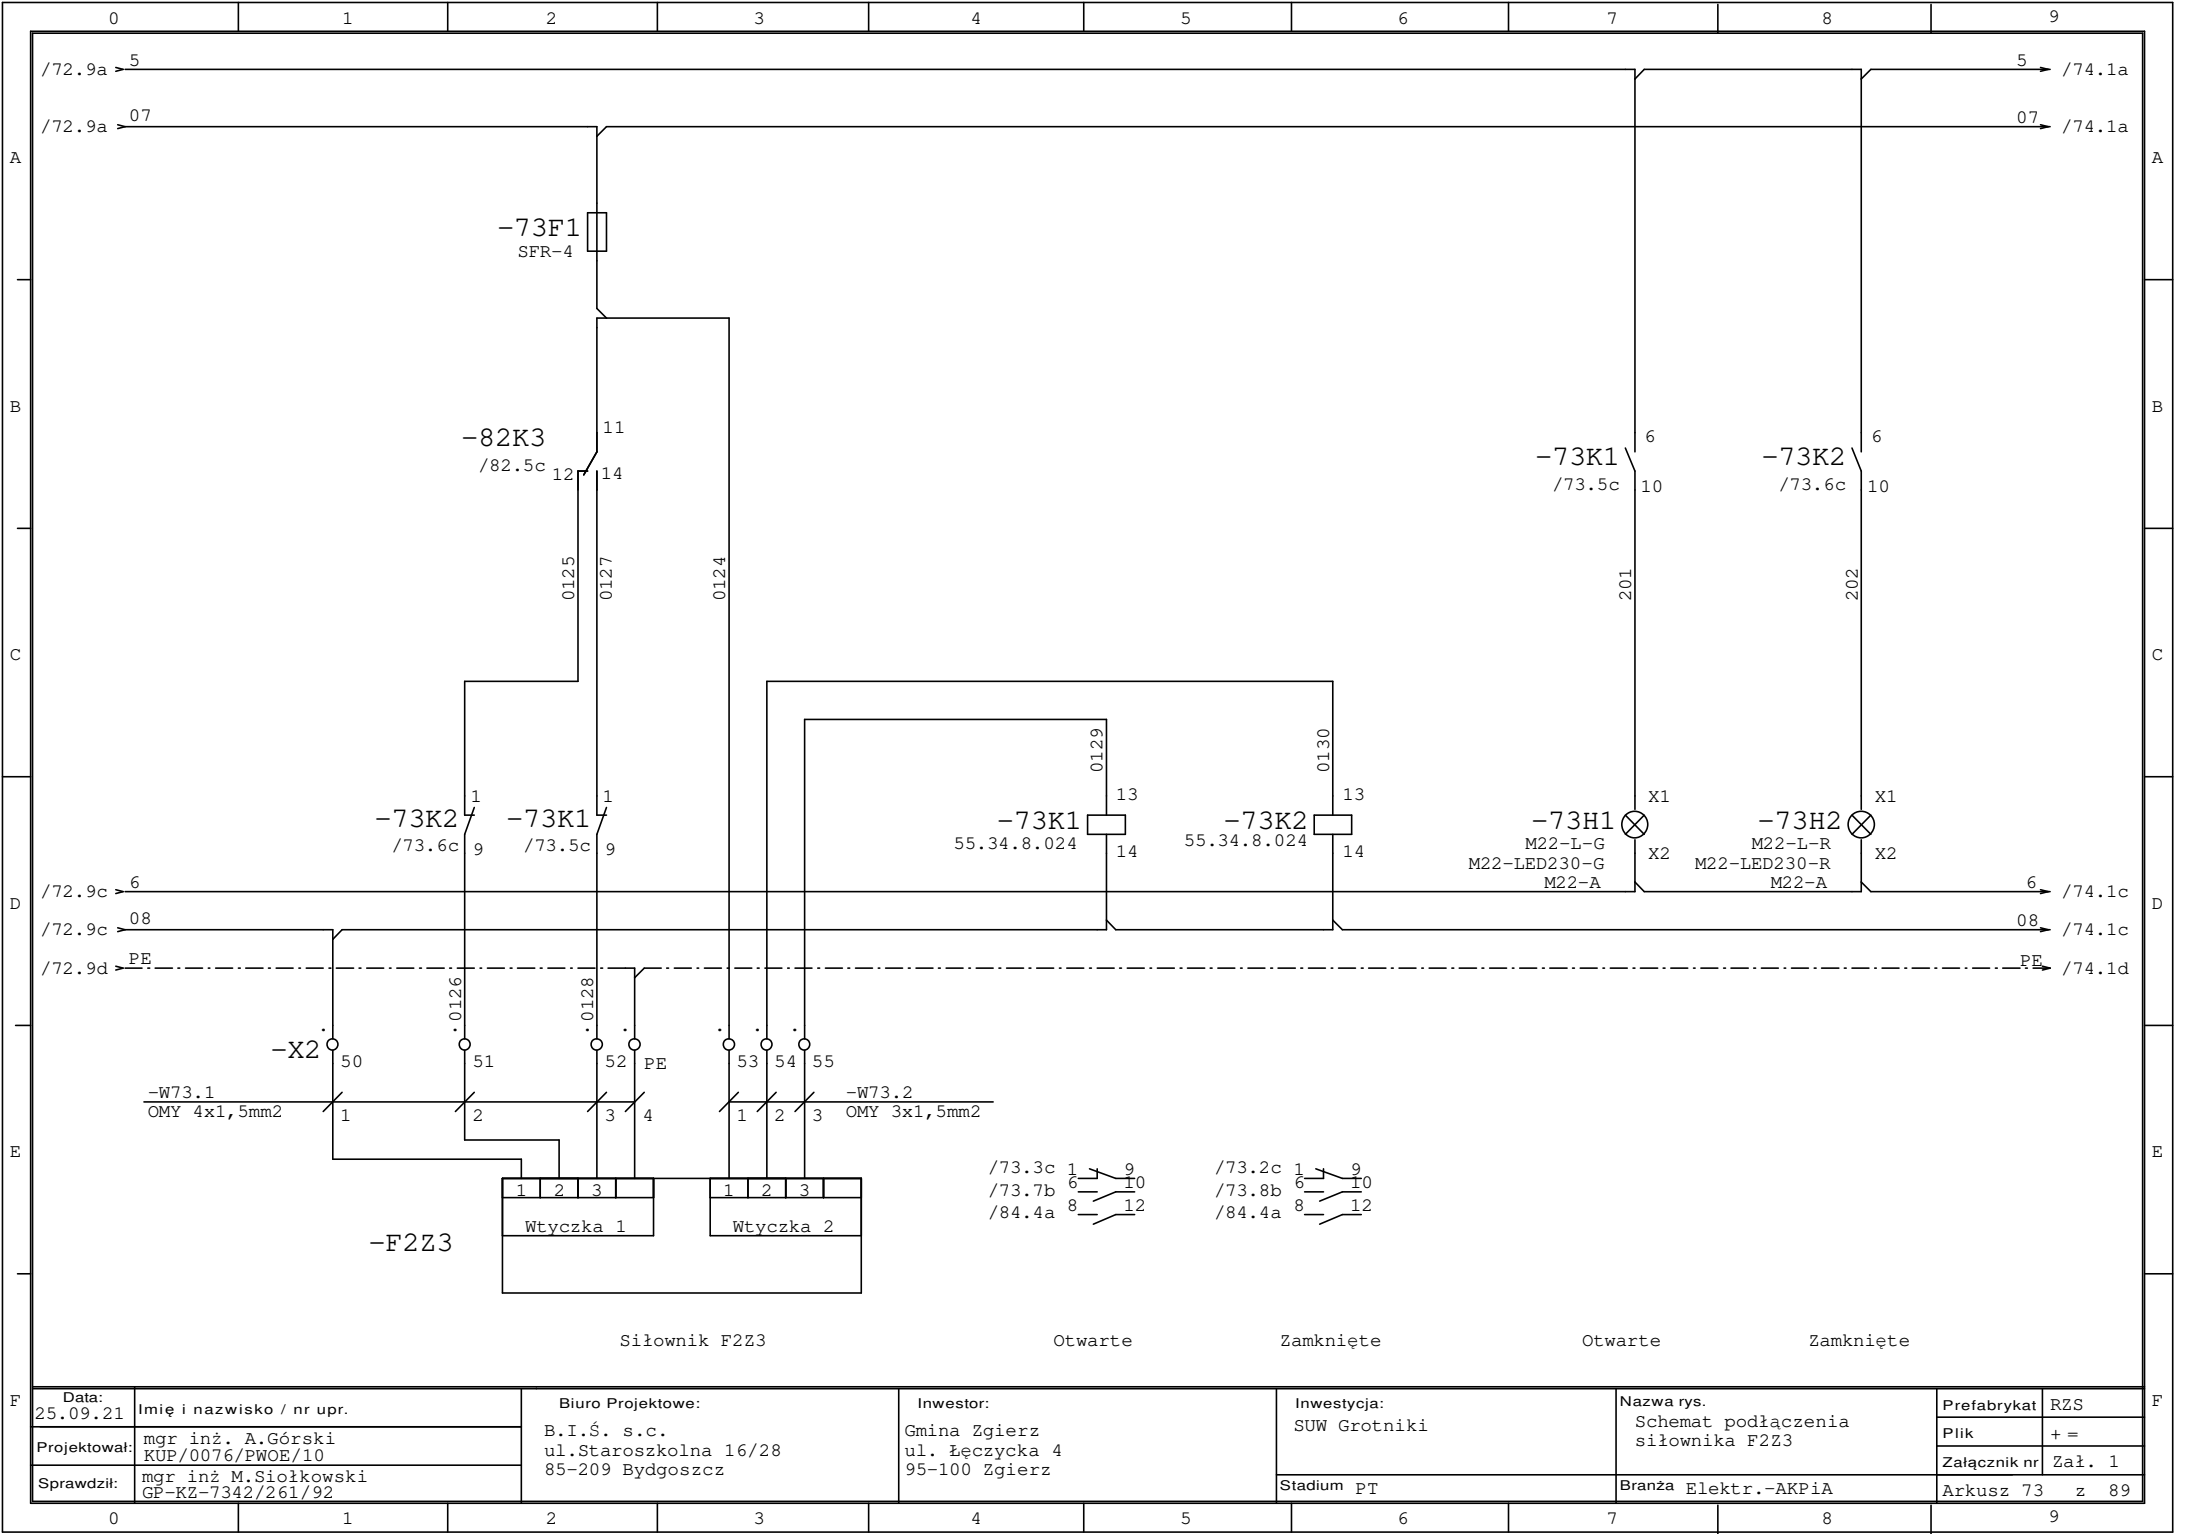 0 1 2 3 4 5 6 7 8 9
/72.9a 5 5 /74.1a
/72.9a 07 07 /74.1a
A A
-73F1
SFR-4
B B
-82K3 11
/82.5c 12 14
-73K1 6
/73.5c 10
-73K2 6
/73.6c 10
0125 0127 0124 201 202
C C
0129 0130
-73K2 1
/73.6c 9
-73K1 1
/73.5c 9
-73K1 13
55.34.8.024 14
-73K2 13
55.34.8.024 14
-73H1 X1
M22-L-G X2
M22-LED230-G
M22-A
-73H2 X1
M22-L-R X2
M22-LED230-R
M22-A
/72.9c 6 6 /74.1c
D D
/72.9c 08 08 /74.1c
/72.9d PE PE /74.1d
0126 0128
-X2 50 51 52 PE 53 54 55
-W73.1
OMY 4x1,5mm2
1 2 3 4 1 2 3
-W73.2
OMY 3x1,5mm2
E E
/73.3c 1 9
/73.7b 6 10
/84.4a 8 12
/73.2c 1 9
/73.8b 6 10
/84.4a 8 12
1 2 3 1 2 3
Wtyczka 1 Wtyczka 2
-F2Z3
Siłownik F2Z3 Otwarte Zamknięte Otwarte Zamknięte
F F
Data:
25.09.21
Imię i nazwisko / nr upr.
Projektował:
mgr inż. A.Górski
KUP/0076/PWOE/10
Sprawdził:
mgr inż M.Siołkowski
GP-KZ-7342/261/92
Biuro Projektowe:
B.I.Ś. s.c.
ul.Staroszkolna 16/28
85-209 Bydgoszcz
Inwestor:
Gmina Zgierz
ul. Łęczycka 4
95-100 Zgierz
Inwestycja:
SUW Grotniki
Stadium PT
Nazwa rys.
Schemat podłączenia
siłownika F2Z3
Branża Elektr.-AKPiA
Prefabrykat RZS
Plik + =
Załącznik nr Zał. 1
Arkusz 73 z 89
0 1 2 3 4 5 6 7 8 9